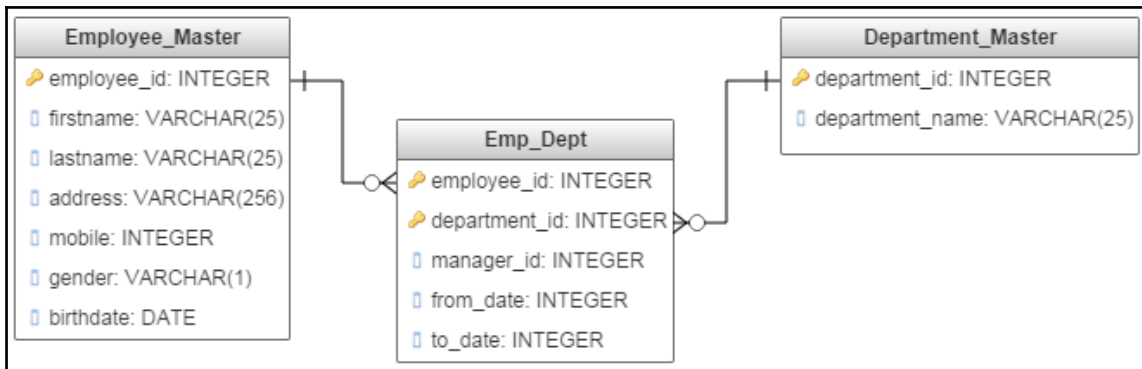 Employee_Master
employee_id: INTEGER
firstname: VARCHAR(25)
lastname: VARCHAR(25)
address: VARCHAR(256)
mobile: INTEGER
gender: VARCHAR(1)
birthdate: DATE
Emp_Dept
employee_id: INTEGER
department_id: INTEGER
manager_id: INTEGER
from_date: INTEGER
to_date: INTEGER
Department_Master
department_id: INTEGER
department_name: VARCHAR(25)